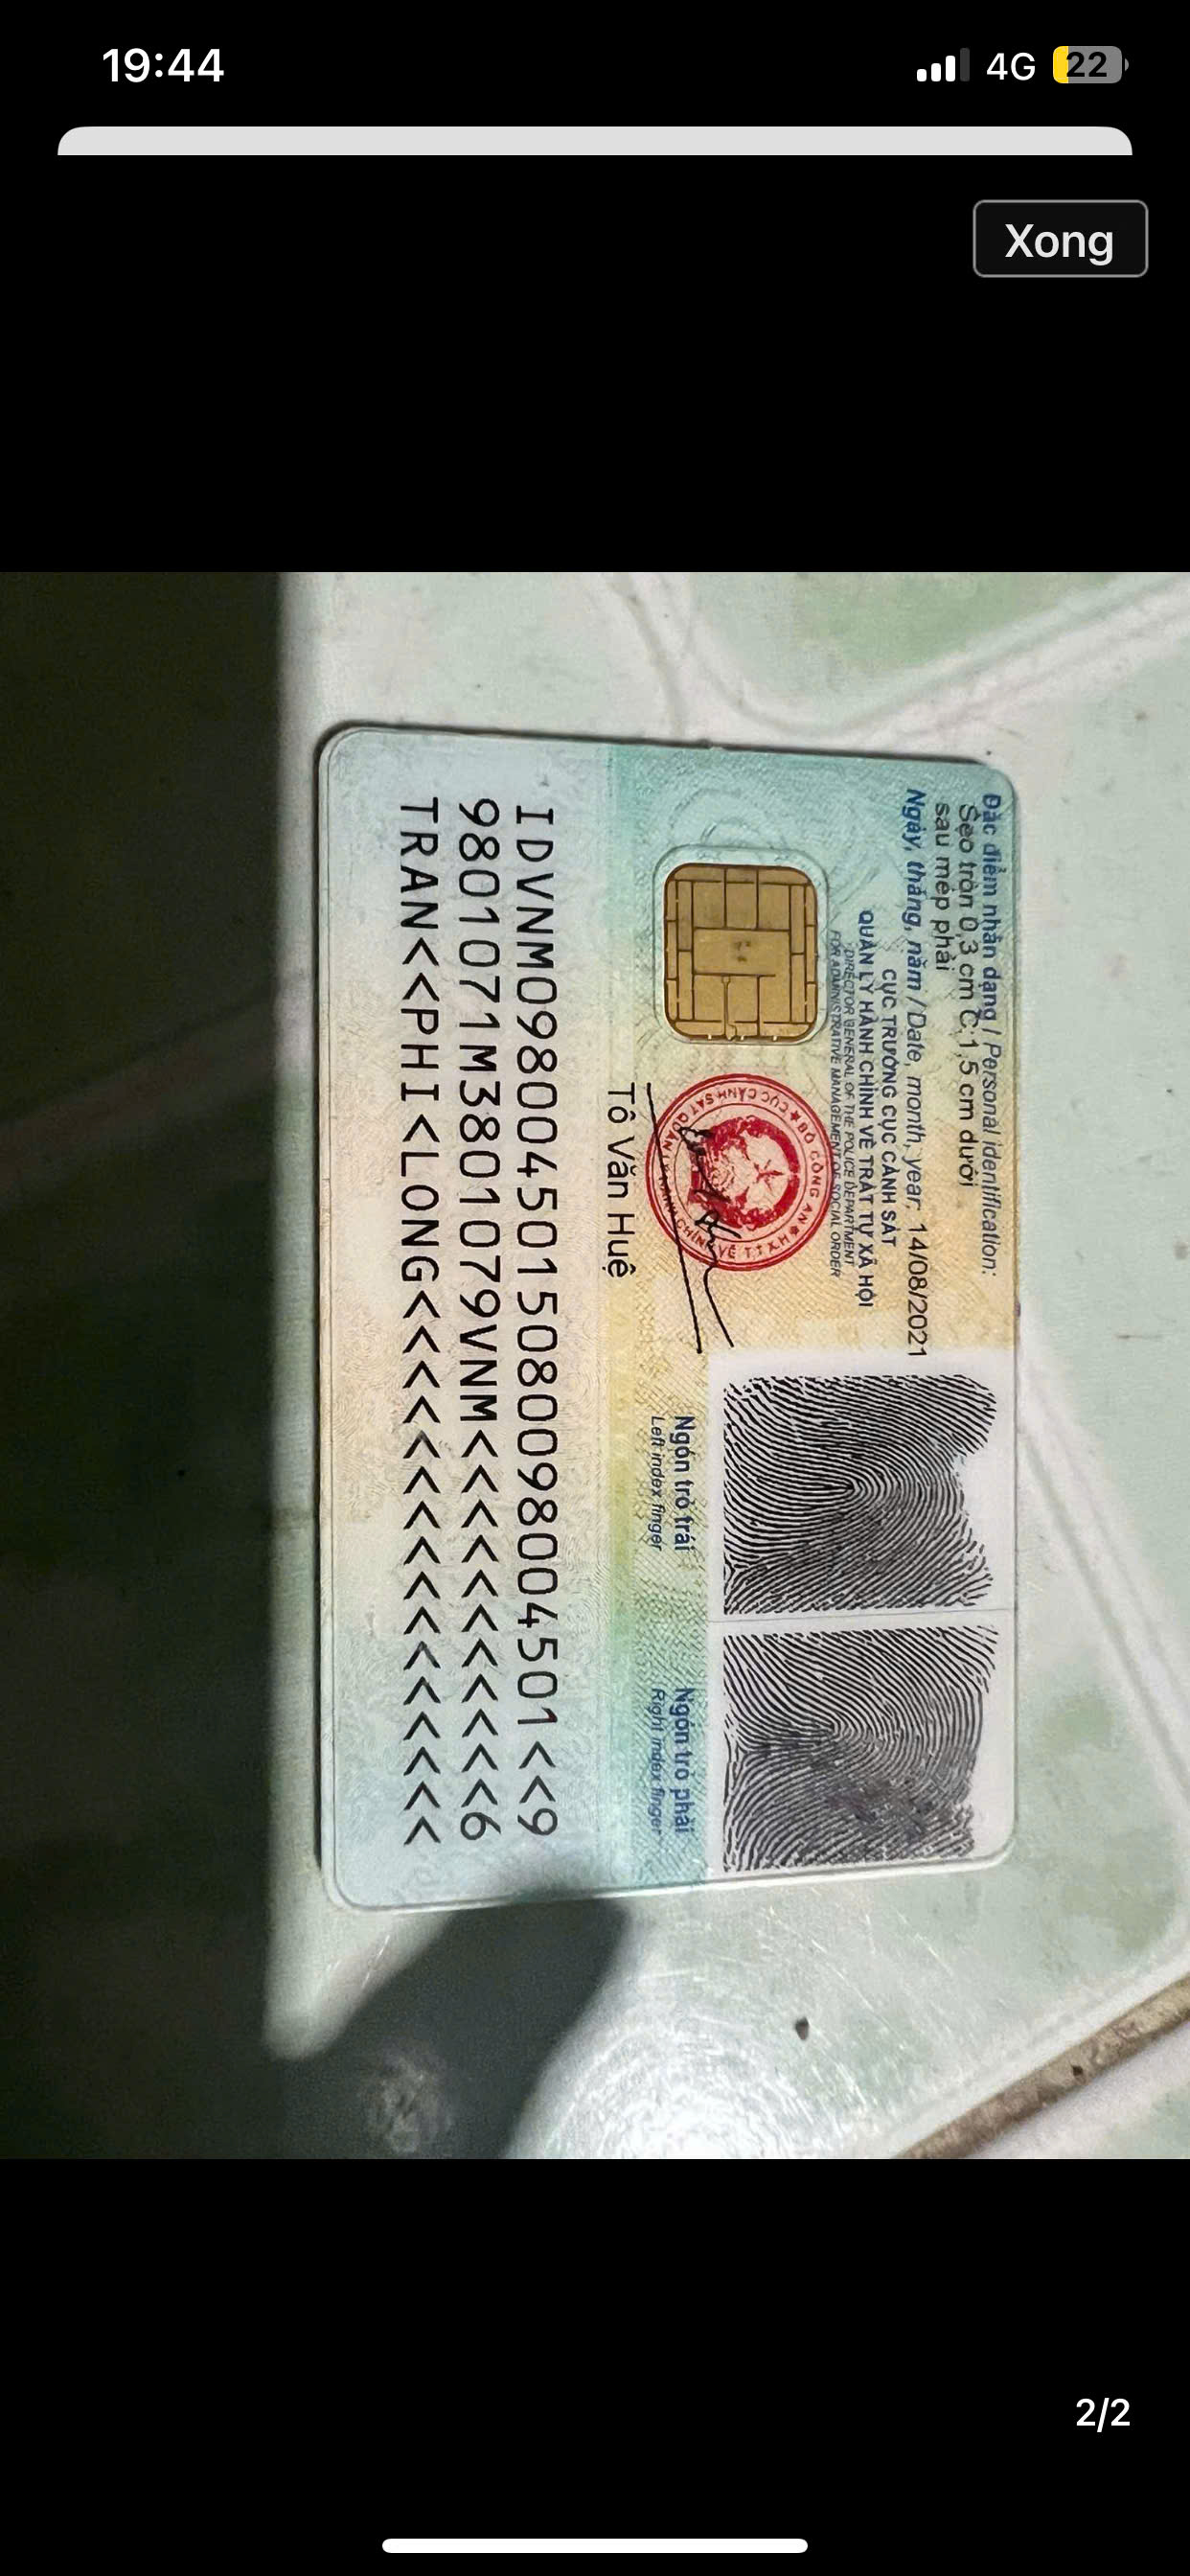 19:44
4G
22
Xong
Đặc điểm nhân dạng / Personal identification:
Sẹo tròn 0,3 cm C:1,5 cm dưới
sau mép phải
Ngày, tháng, năm / Date, month, year: 14/08/2021
CỤC TRƯỞNG CỤC CẢNH SÁT
QUẢN LÝ HÀNH CHÍNH VỀ TRẬT TỰ XÃ HỘI
DIRECTOR GENERAL OF THE POLICE DEPARTMENT
FOR ADMINISTRATIVE MANAGEMENT OF SOCIAL ORDER
BỘ CÔNG AN
CỤC CẢNH SÁT QUẢN LÝ HÀNH CHÍNH VỀ TTXH
Tô Văn Huệ
Ngón trỏ trái
Left index finger
Ngón trỏ phải
Right index finger
IDVNM0980045015080098004501<<9
9801071M3801079VNM<<<<<<<<<<<6
TRAN<<PHI<LONG<<<<<<<<<<<<<<<<
2/2